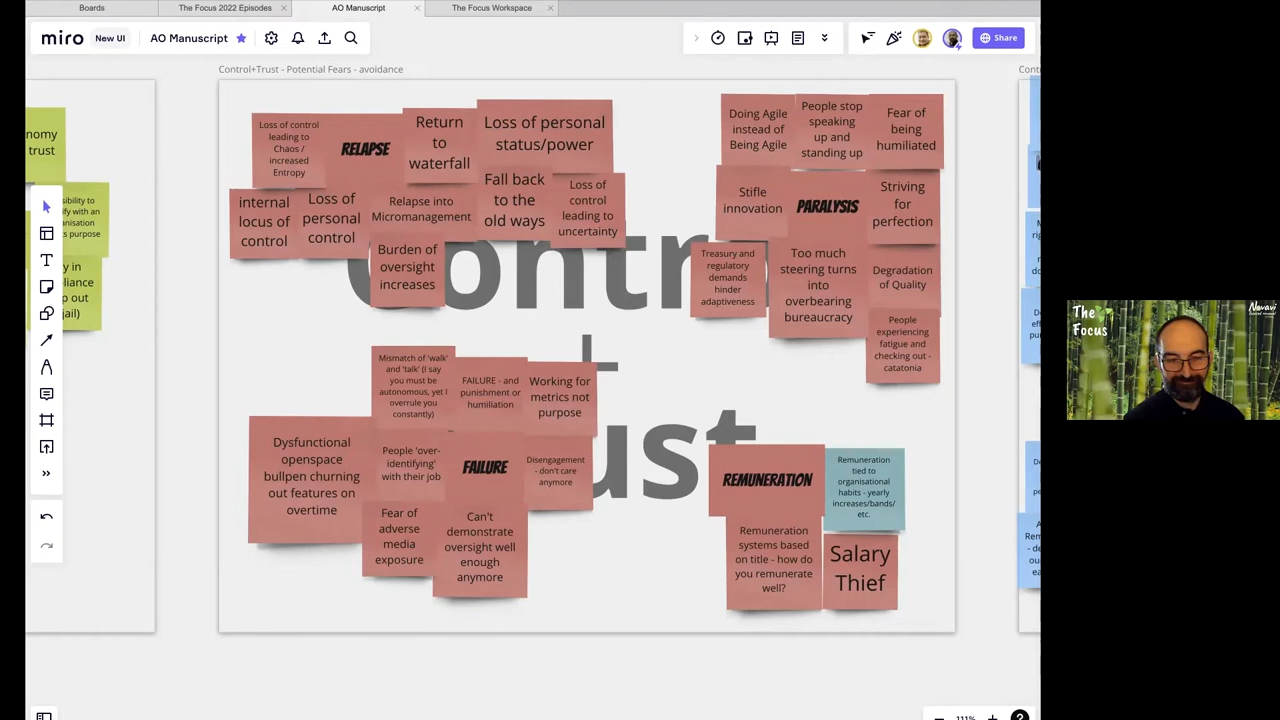 Boards
The Focus 2022 Episodes
AO Manuscript
The Focus Workspace
miro
New UI
AO Manuscript
Share
Control+Trust - Potential Fears - avoidance
Control
+
Trust
trust
Loss of control
leading to
Chaos /
increased
Entropy
RELAPSE
Return
to
waterfall
Loss of personal
status/power
internal
locus of
control
Loss of
personal
control
Relapse into
Micromanagement
Fall back
to the
old ways
Loss of
control
leading to
uncertainty
Burden of
oversight
increases
Doing Agile
instead of
Being Agile
People stop
speaking
up and
standing up
Fear of
being
humiliated
Stifle
innovation
PARALYSIS
Striving
for
perfection
Treasury and
regulatory
demands
hinder
adaptiveness
Too much
steering turns
into
overbearing
bureaucracy
Degradation
of Quality
People
experiencing
fatigue and
checking out -
catatonia
Mismatch of 'walk'
and 'talk' (I say
you must be
autonomous, yet I
overrule you
constantly)
FAILURE - and
punishment or
humiliation
Working for
metrics not
purpose
Dysfunctional
openspace
bullpen churning
out features on
overtime
People 'over-
identifying'
with their job
FAILURE
Disengagement
- don't care
anymore
Fear of
adverse
media
exposure
Can't
demonstrate
oversight well
enough
anymore
REMUNERATION
Remuneration
tied to
organisational
habits - yearly
increases/bands/
etc.
Remuneration
systems based
on title - how do
you remunerate
well?
Salary
Thief
The
Focus
Novavi
111%